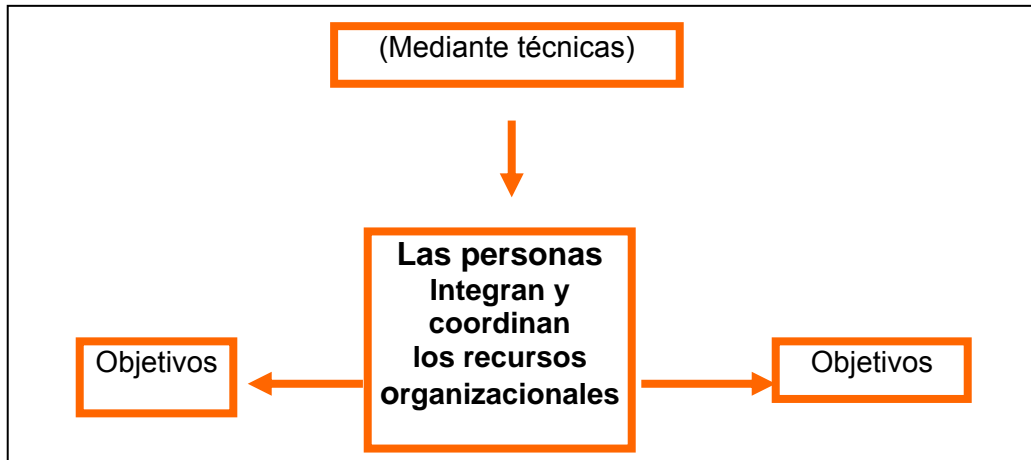 (Mediante técnicas)
Las personas
Integran y
coordinan
los recursos
organizacionales
Objetivos
Objetivos